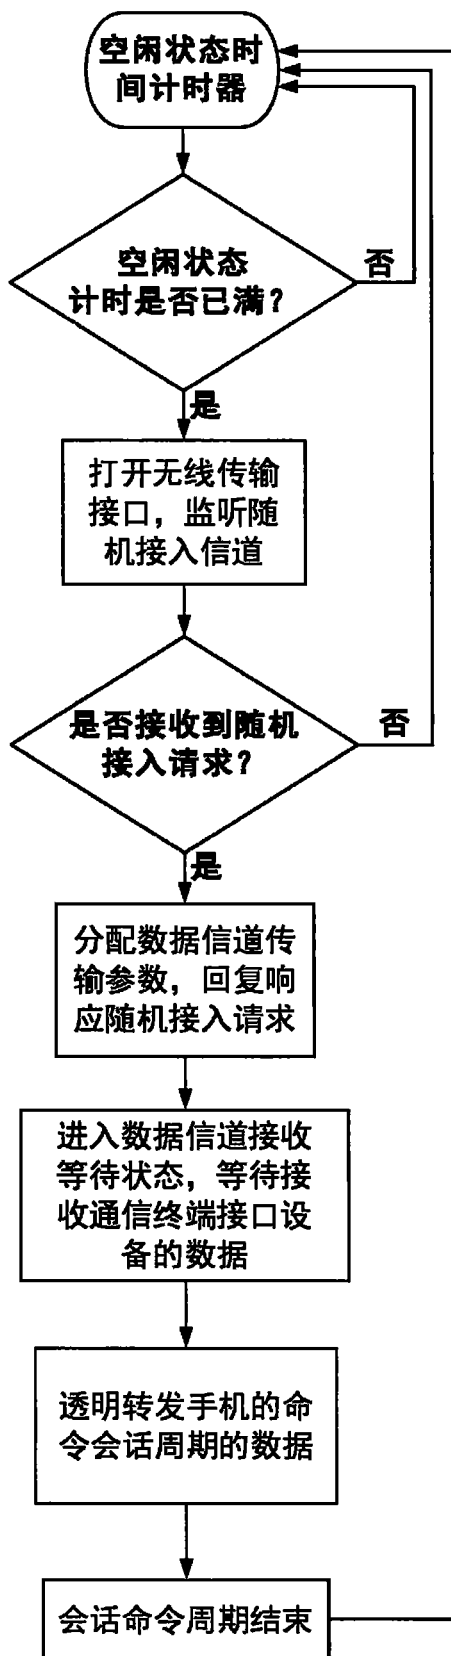 空闲状态时
间计时器
空闲状态
计时是否已满？
否
是
打开无线传输
接口，监听随
机接入信道
是否接收到随机
接入请求？
否
是
分配数据信道传
输参数，回复响
应随机接入请求
进入数据信道接收
等待状态，等待接
收通信终端接口设
备的数据
透明转发手机的命
令会话周期的数据
会话命令周期结束